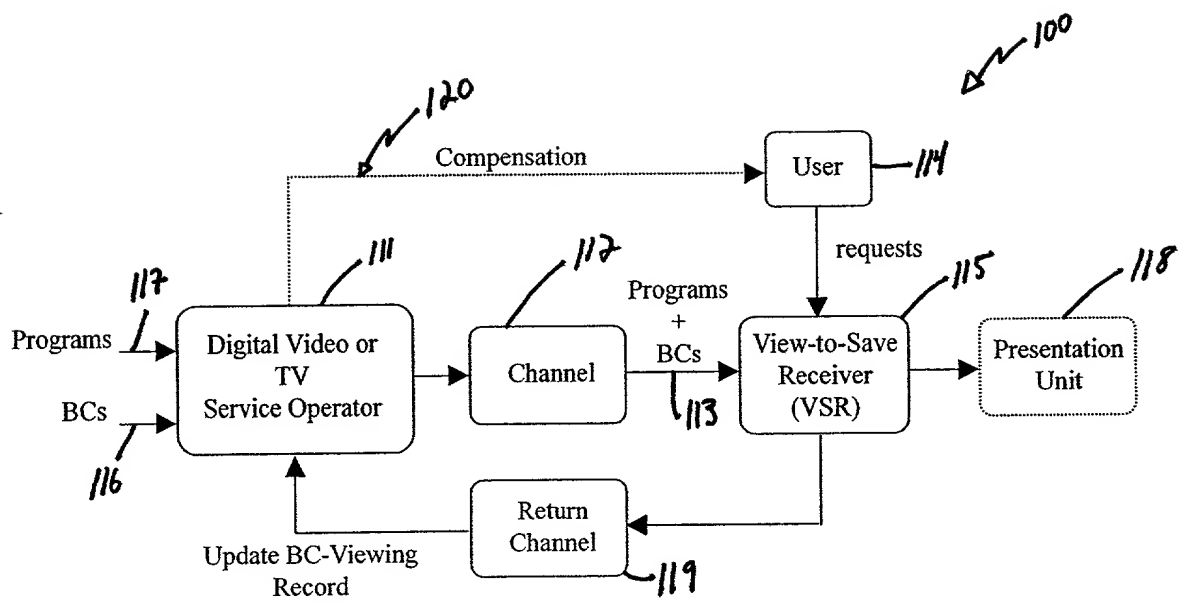 100
120
Compensation
User
114
111
112
requests
115
118
117
Programs
+
BCs
Programs
Digital Video or
TV
Service Operator
Channel
View-to-Save
Receiver
(VSR)
Presentation
Unit
BCs
113
116
Return
Channel
Update BC-Viewing
Record
119